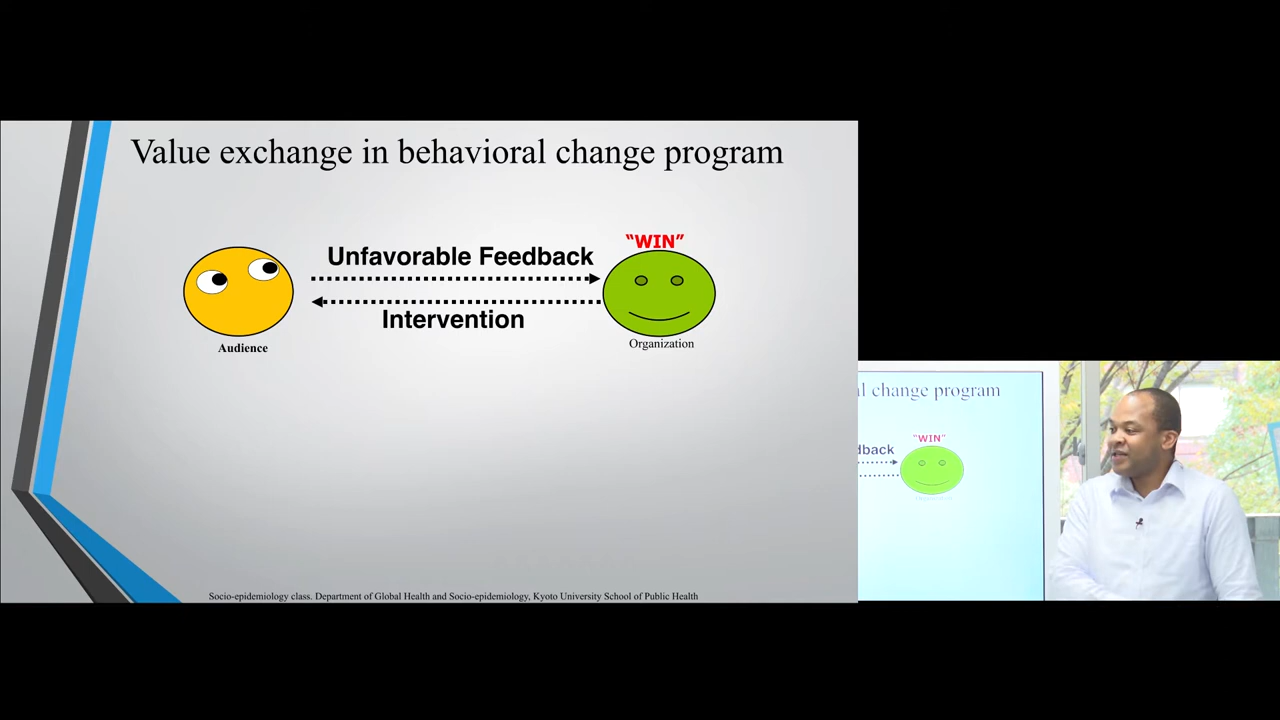 Value exchange in behavioral change program
"WIN"
Unfavorable Feedback
Intervention
Audience
Organization
Socio-epidemiology class. Department of Global Health and Socio-epidemiology, Kyoto University School of Public Health
l change program
"WIN"
dback